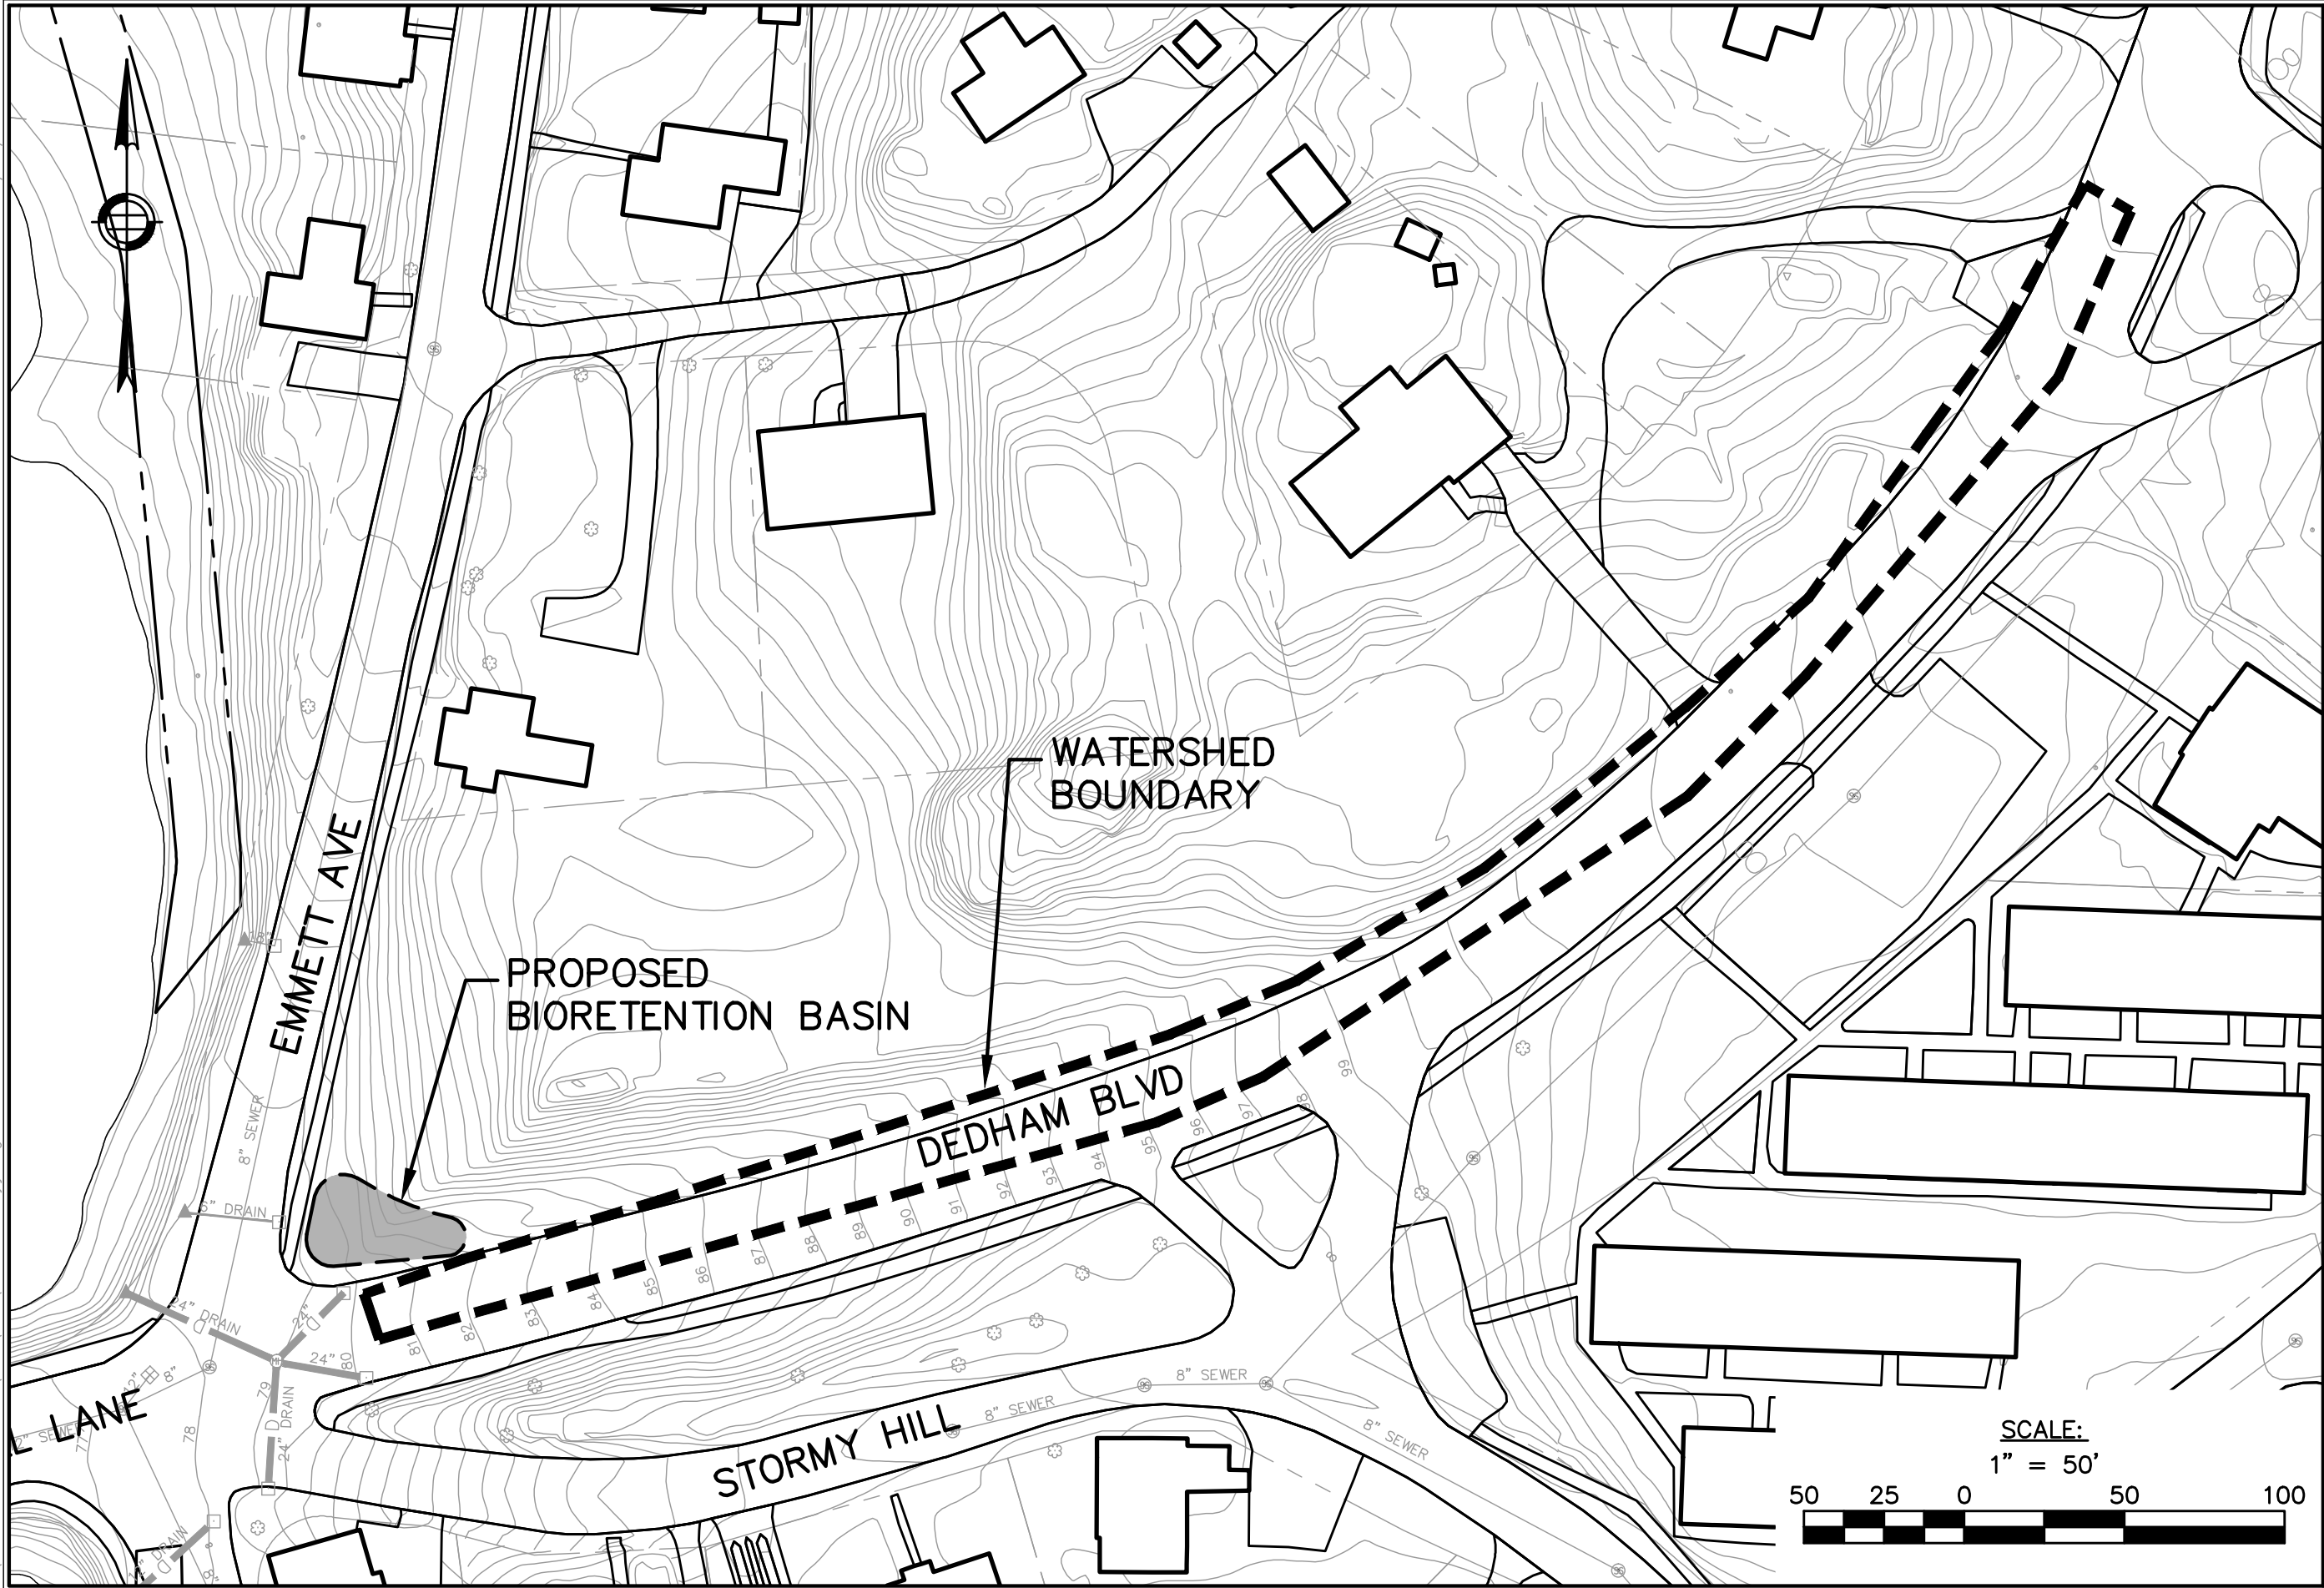 WATERSHED
BOUNDARY
EMMETT AVE
18"
PROPOSED
BIORETENTION BASIN
DEDHAM BLVD
99
98
97
96
95
94
93
92
91
90
89
88
87
86
85
84
83
82
81
80
79
78
8" SEWER
24" DRAIN
24"
24"
24" DRAIN
12"
8"
LANE
STORMY HILL
8" SEWER
8" SEWER
8" SEWER
SCALE:
1" = 50'
50 25 0 50 100